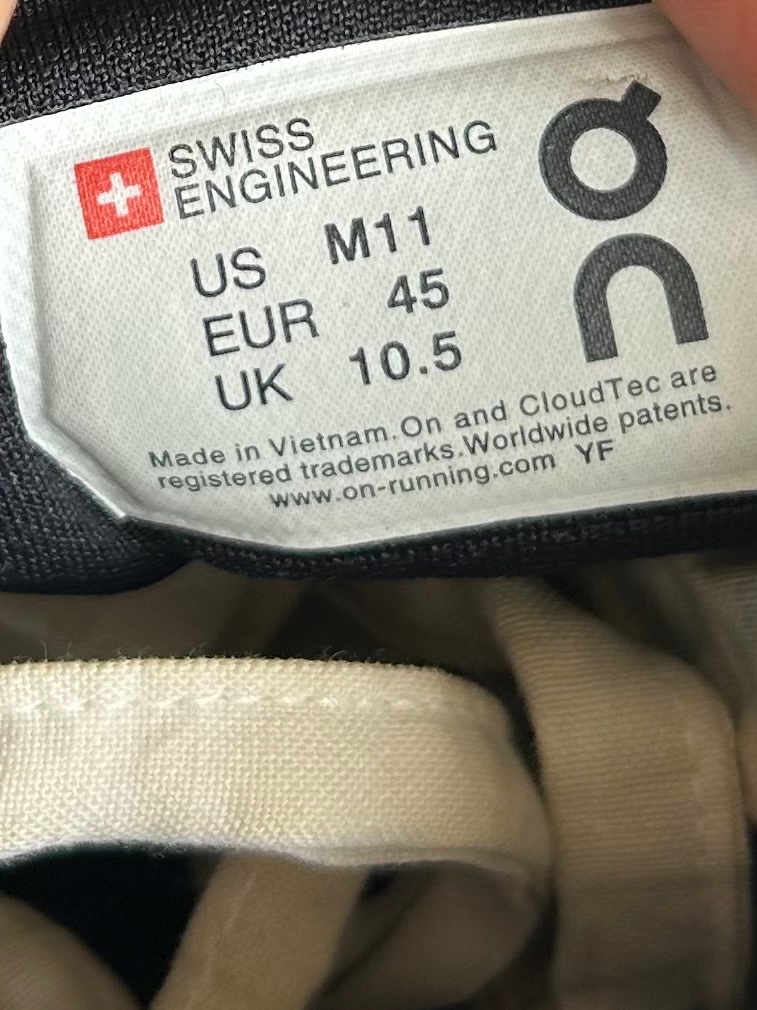 SWISS
ENGINEERING
US M11
EUR 45
UK 10.5
On
Made in Vietnam.On and CloudTec are
registered trademarks.Worldwide patents.
www.on-running.com YF